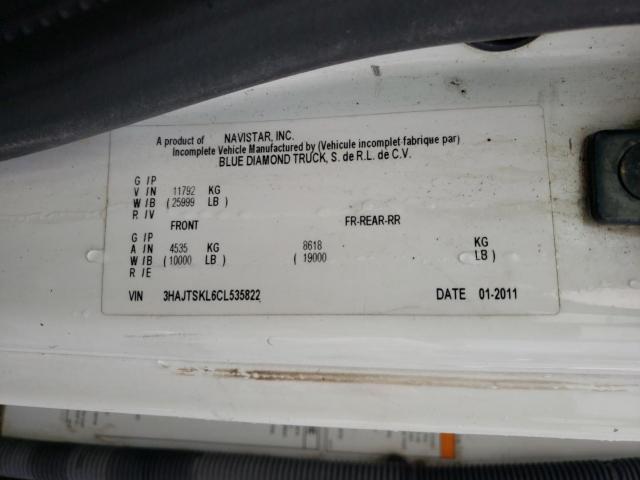 A product of NAVISTAR, INC.
Incomplete Vehicle Manufactured by (Vehicule incomplet fabrique par)
BLUE DIAMOND TRUCK, S. de R.L. de C.V.
G /P
V / N 11792 KG
W / B ( 25999 LB )
R / V
FRONT FR-REAR-RR
G /P
A / N 4535 KG 8618 KG
W / B ( 10000 LB ) ( 19000 LB )
R / E
VIN 3HAJTSKL6CL535822 DATE 01-2011